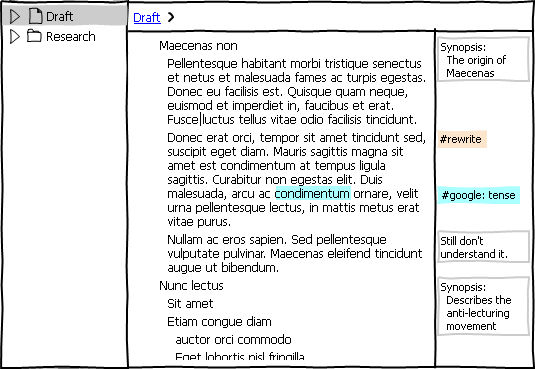 Draft
Research
Draft
Maecenas non
Pellentesque habitant morbi tristique senectus
et netus et malesuada fames ac turpis egestas.
Donec eu facilisis est. Quisque quam neque,
euismod et imperdiet in, faucibus et erat.
Fusce luctus tellus vitae odio facilisis tincidunt.
Donec erat orci, tempor sit amet tincidunt sed,
suscipit eget diam. Mauris sagittis magna sit
amet est condimentum at tempus ligula
sagittis. Curabitur non egestas elit. Duis
malesuada, arcu ac condimentum ornare, velit
urna pellentesque lectus, in mattis metus erat
vitae purus.
Nullam ac eros sapien. Sed pellentesque
vulputate pulvinar. Maecenas eleifend tincidunt
augue ut bibendum.
Nunc lectus
Sit amet
Etiam congue diam
auctor orci commodo
Eget lobortis nisl fringilla
Synopsis:
The origin of
Maecenas
#rewrite
#google: tense
Still don't
understand it.
Synopsis:
Describes the
anti-lecturing
movement